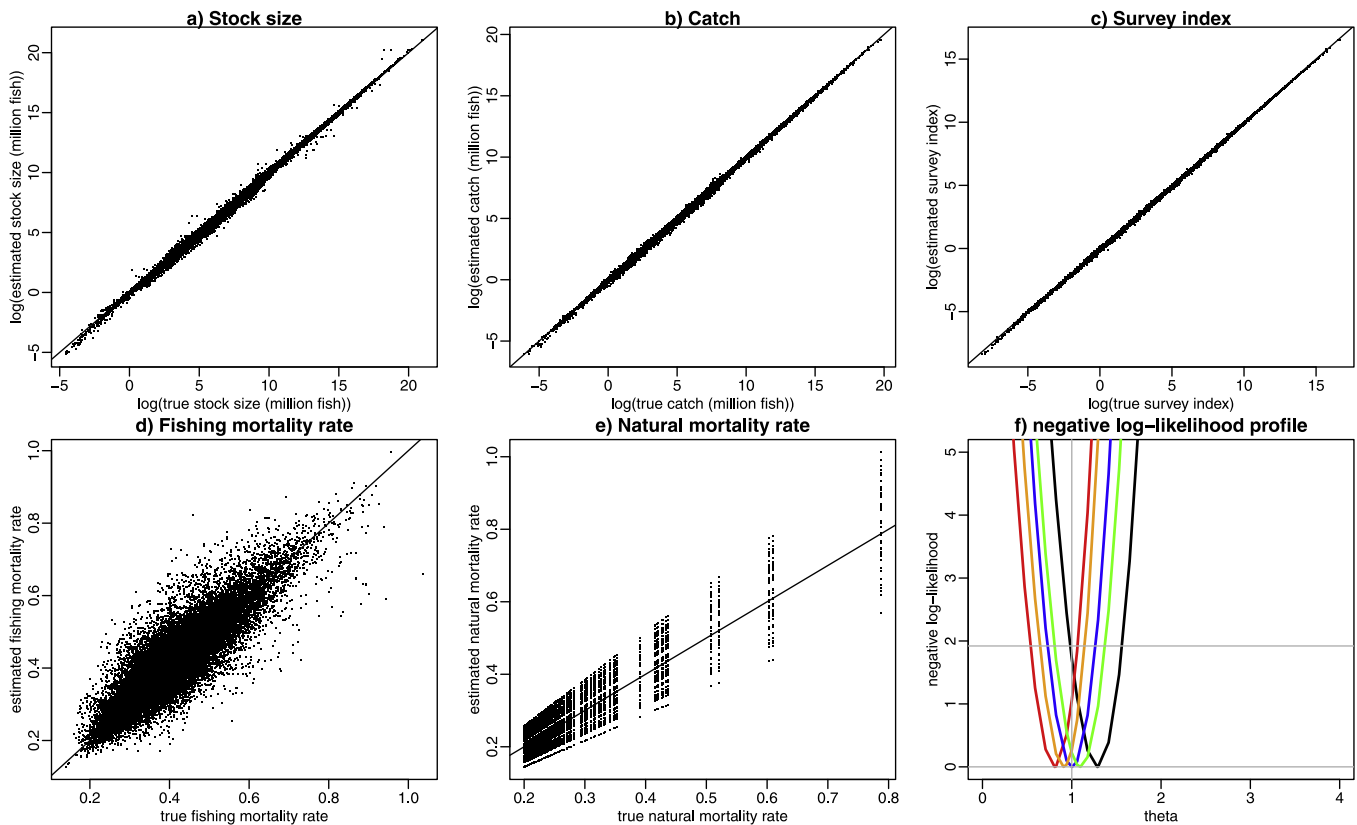 a) Stock size
log(estimated stock size (million fish))
20
15
10
5
0
−5
−5 0 5 10 15 20
log(true stock size (million fish))
b) Catch
log(estimated catch (million fish))
20
15
10
5
0
−5
−5 0 5 10 15 20
log(true catch (million fish))
c) Survey index
log(estimated survey index)
15
10
5
0
−5
−5 0 5 10 15
log(true survey index)
d) Fishing mortality rate
estimated fishing mortality rate
1.0
0.8
0.6
0.4
0.2
0.2 0.4 0.6 0.8 1.0
true fishing mortality rate
e) Natural mortality rate
estimated natural mortality rate
1.0
0.8
0.6
0.4
0.2
0.2 0.3 0.4 0.5 0.6 0.7 0.8
true natural mortality rate
f) negative log−likelihood profile
negative log−likelihood
5
4
3
2
1
0
0 1 2 3 4
theta